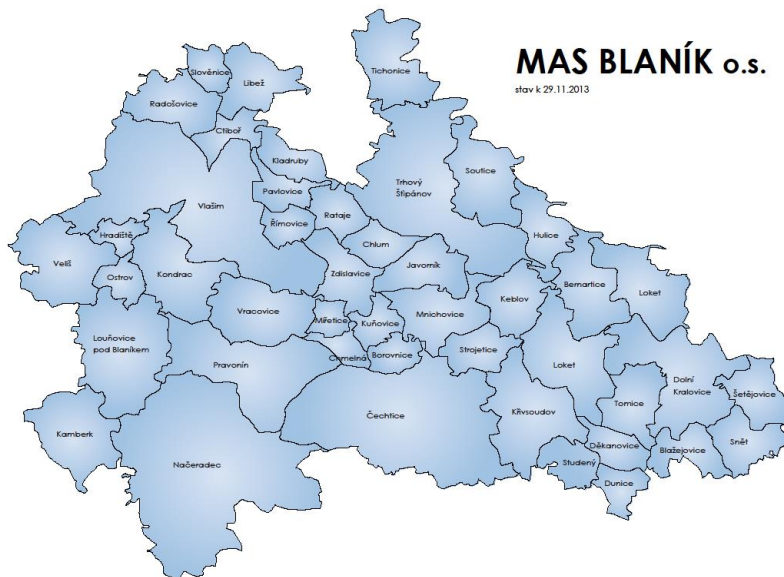 MAS BLANÍK o.s.
stav k 29.11.2013
Slověnice
Libež
Tichonice
Radošovice
Ctiboř
Kladruby
Trhový
Štěpánov
Soutice
Pavlovice
Vlašim
Rataje
Římovice
Hradiště
Chlum
Hulice
Veliš
Ostrov
Kondrac
Zdislavice
Javorník
Bernartice
Loket
Keblov
Vracovice
Miřetice
Kuňovice
Mnichovice
Louňovice
pod Blaníkem
Pravonín
Chmelná
Borovnice
Strojetice
Loket
Dolní
Kralovice
Šetějovice
Tomice
Kamberk
Čechtice
Křivsoudov
Děkanovice
Snět
Blažejovice
Načeradec
Studený
Dunice